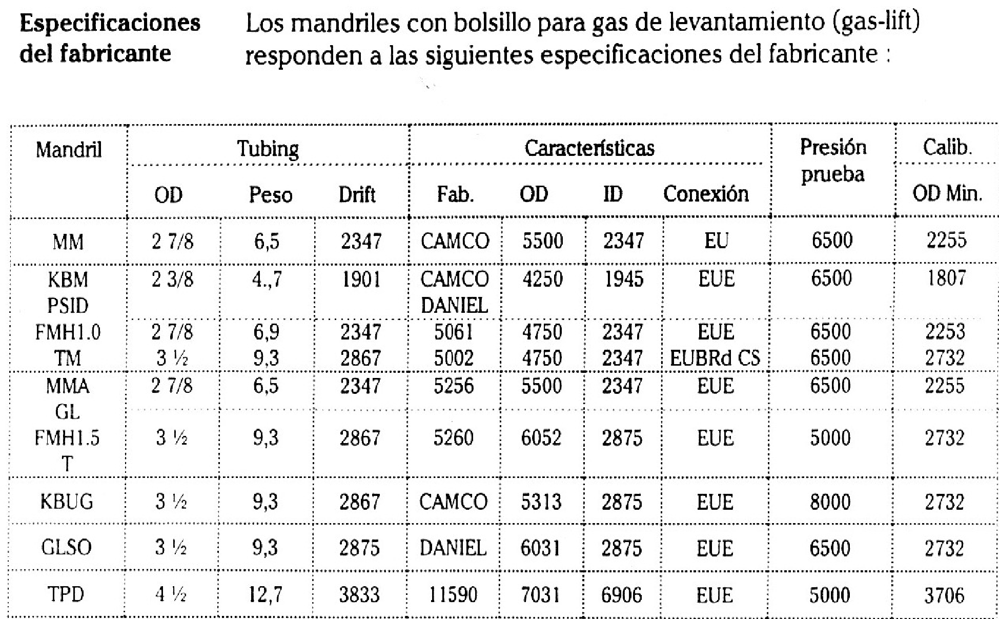 Especificaciones del fabricante
Los mandriles con bolsillo para gas de levantamiento (gas-lift)
responden a las siguientes especificaciones del fabricante :
Mandril Tubing Características Presión prueba Calib.
OD Peso Drift Fab. OD ID Conexión OD Min.
MM 2 7/8 6,5 2347 CAMCO 5500 2347 EU 6500 2255
KBM 2 3/8 4.,7 1901 CAMCO 4250 1945 EUE 6500 1807
PSID DANIEL
FMH1.0 2 7/8 6,9 2347 5061 4750 2347 EUE 6500 2253
TM 3 ½ 9,3 2867 5002 4750 2347 EUBRd CS 6500 2732
MMA 2 7/8 6,5 2347 5256 5500 2347 EUE 6500 2255
GL
FMH1.5 3 ½ 9,3 2867 5260 6052 2875 EUE 5000 2732
T
KBUG 3 ½ 9,3 2867 CAMCO 5313 2875 EUE 8000 2732
GLSO 3 ½ 9,3 2875 DANIEL 6031 2875 EUE 6500 2732
TPD 4 ½ 12,7 3833 11590 7031 6906 EUE 5000 3706